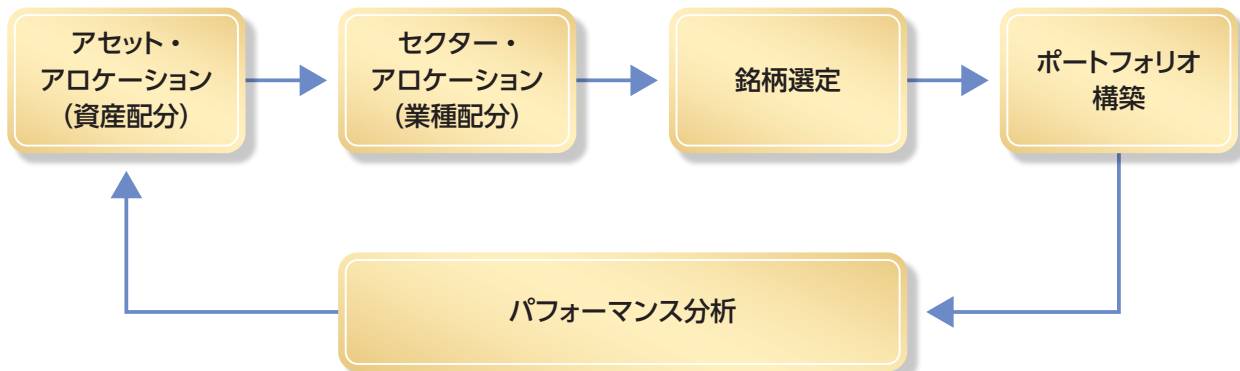 アセット・
アロケーション
（資産配分）
セクター・
アロケーション
（業種配分）
銘柄選定
ポートフォリオ
構築
パフォーマンス分析